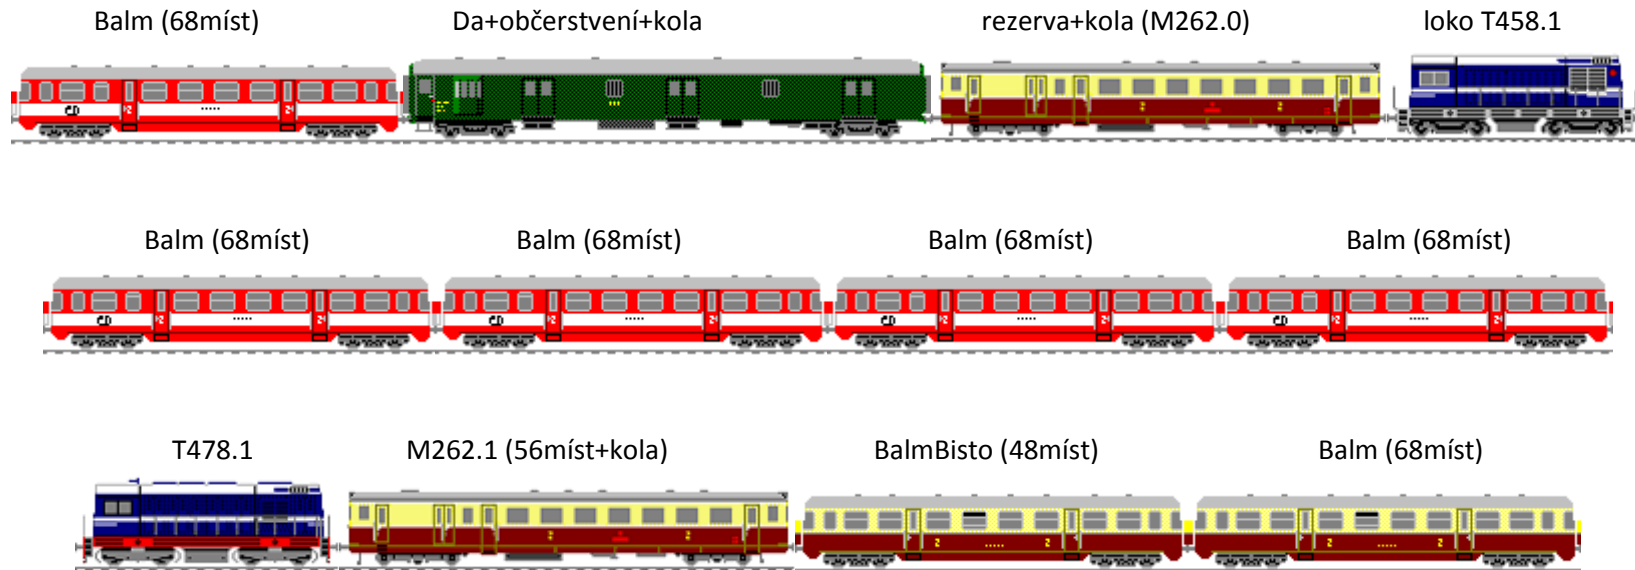 Balm (68míst) Da+občerstvení+kola rezerva+kola (M262.0) loko T458.1
Balm (68míst) Balm (68míst) Balm (68míst) Balm (68míst)
T478.1 M262.1 (56míst+kola) BalmBisto (48míst) Balm (68míst)